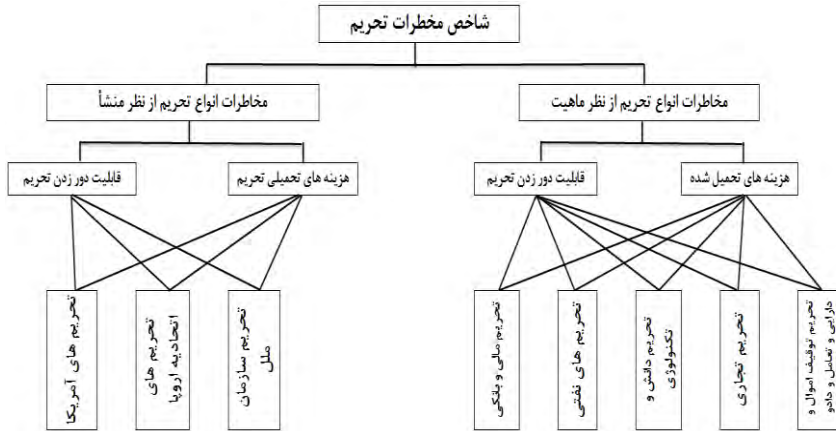 شاخص مخطرات تحریم
مخاطرات انواع تحریم از نظر ماهیت
مخاطرات انواع تحریم از نظر منشأ
هزینه های تحمیل شده
قابلیت دور زدن تحریم
هزینه های تحمیلی تحریم
قابلیت دور زدن تحریم
تحریم توقیف اموال و
دارایی و تعامل و دادو
تحریم تجاری
تحریم دانش و
تکنولوژی
تحریم های نفتی
تحریم مالی و بانکی
تحریم سازمان
ملل
تحریم های
اتحادیه اروپا
تحریم های آمریکا